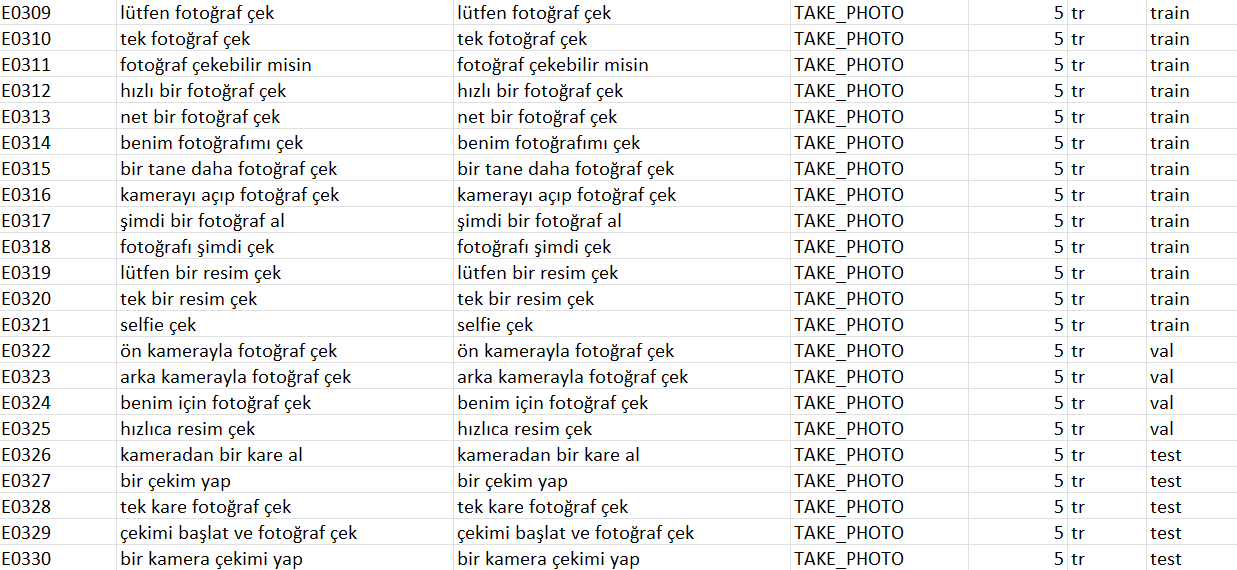 E0309 lütfen fotoğraf çek lütfen fotoğraf çek TAKE_PHOTO 5 tr train
E0310 tek fotoğraf çek tek fotoğraf çek TAKE_PHOTO 5 tr train
E0311 fotoğraf çekebilir misin fotoğraf çekebilir misin TAKE_PHOTO 5 tr train
E0312 hızlı bir fotoğraf çek hızlı bir fotoğraf çek TAKE_PHOTO 5 tr train
E0313 net bir fotoğraf çek net bir fotoğraf çek TAKE_PHOTO 5 tr train
E0314 benim fotoğrafımı çek benim fotoğrafımı çek TAKE_PHOTO 5 tr train
E0315 bir tane daha fotoğraf çek bir tane daha fotoğraf çek TAKE_PHOTO 5 tr train
E0316 kamerayı açıp fotoğraf çek kamerayı açıp fotoğraf çek TAKE_PHOTO 5 tr train
E0317 şimdi bir fotoğraf al şimdi bir fotoğraf al TAKE_PHOTO 5 tr train
E0318 fotoğrafı şimdi çek fotoğrafı şimdi çek TAKE_PHOTO 5 tr train
E0319 lütfen bir resim çek lütfen bir resim çek TAKE_PHOTO 5 tr train
E0320 tek bir resim çek tek bir resim çek TAKE_PHOTO 5 tr train
E0321 selfie çek selfie çek TAKE_PHOTO 5 tr train
E0322 ön kamerayla fotoğraf çek ön kamerayla fotoğraf çek TAKE_PHOTO 5 tr val
E0323 arka kamerayla fotoğraf çek arka kamerayla fotoğraf çek TAKE_PHOTO 5 tr val
E0324 benim için fotoğraf çek benim için fotoğraf çek TAKE_PHOTO 5 tr val
E0325 hızlıca resim çek hızlıca resim çek TAKE_PHOTO 5 tr val
E0326 kameradan bir kare al kameradan bir kare al TAKE_PHOTO 5 tr test
E0327 bir çekim yap bir çekim yap TAKE_PHOTO 5 tr test
E0328 tek kare fotoğraf çek tek kare fotoğraf çek TAKE_PHOTO 5 tr test
E0329 çekimi başlat ve fotoğraf çek çekimi başlat ve fotoğraf çek TAKE_PHOTO 5 tr test
E0330 bir kamera çekimi yap bir kamera çekimi yap TAKE_PHOTO 5 tr test